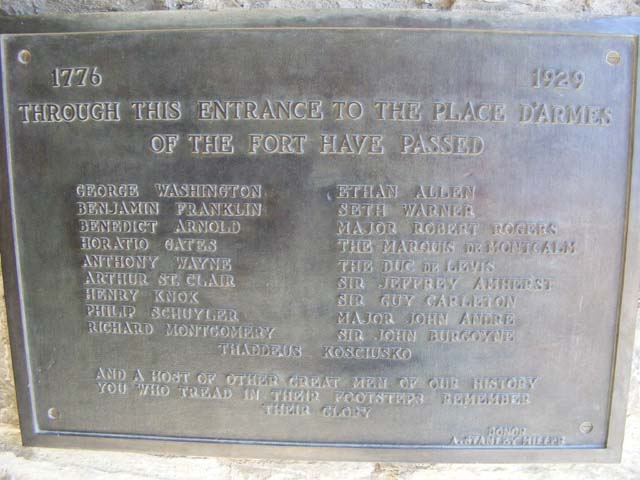 1776 1929
THROUGH THIS ENTRANCE TO THE PLACE D'ARMES
OF THE FORT HAVE PASSED
GEORGE WASHINGTON
BENJAMIN FRANKLIN
BENEDICT ARNOLD
HORATIO GATES
ANTHONY WAYNE
ARTHUR ST. CLAIR
HENRY KNOX
PHILIP SCHUYLER
RICHARD MONTGOMERY
ETHAN ALLEN
SETH WARNER
MAJOR ROBERT ROGERS
THE MARQUIS DE MONTCALM
THE DUC DE LEVIS
SIR JEFFREY AMHERST
SIR GUY CARLETON
MAJOR JOHN ANDRE
SIR JOHN BURGOYNE
THADDEUS KOSCIUSKO
AND A HOST OF OTHER GREAT MEN OF OUR HISTORY
YOU WHO TREAD IN THEIR FOOTSTEPS REMEMBER
THEIR GLORY
DONOR
A. STANLEY MILLER